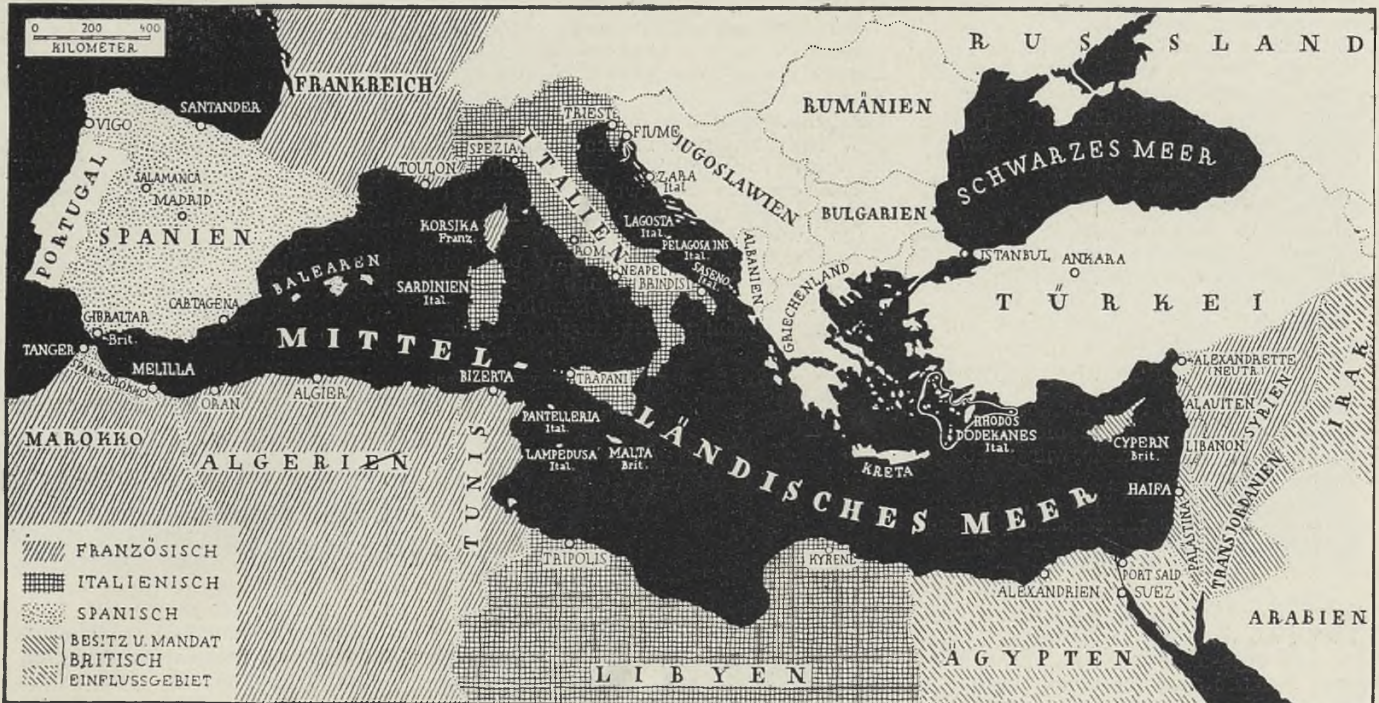 0 200 400
KILOMETER
RUSSLAND
FRANKREICH
RUMÄNIEN
SANTANDER
VIGO
TRIEST
FIUME
JUGOSLAWIEN
SPEZIA
ITALIEN
SCHWARZES MEER
TOULON
SALAMANCA
MADRID
PORTUGAL
SPANIEN
ZARA
Ital.
KORSIKA
Franz.
LAGOSTA
Ital.
BULGARIEN
PELAGOSA INS.
Ital.
ROM
ALBANIEN
ISTANBUL
ANKARA
NEAPEL
BRINDISI
SASENO
Ital.
GRIECHENLAND
BALEAREN
SARDINIEN
Ital.
TÜRKEI
CARTAGENA
GIBRALTAR
Brit.
TANGER
SPAN. MAROKKO
MELILLA
MITTEL-
LÄNDISCHES MEER
ORAN
ALGIER
BIZERTA
TRAPANI
ALEXANDRETTE
(NEUTR.)
ALAUITEN
SYRIEN
IRAK
LIBANON
PANTELLERIA
Ital.
RHODOS
DODEKANES
Ital.
CYPERN
Brit.
MAROKKO
ALGERIEN
TUNIS
LAMPEDUSA
Ital.
MALTA
Brit.
KRETA
HAIFA
PALÄSTINA
TRANSJORDANIEN
TRIPOLIS
KYRENE
ALEXANDRIEN
PORT SAID
SUEZ
ARABIEN
LIBYEN
ÄGYPTEN
FRANZÖSISCH
ITALIENISCH
SPANISCH
BESITZ U. MANDAT
BRITISCH
EINFLUSSGEBIET